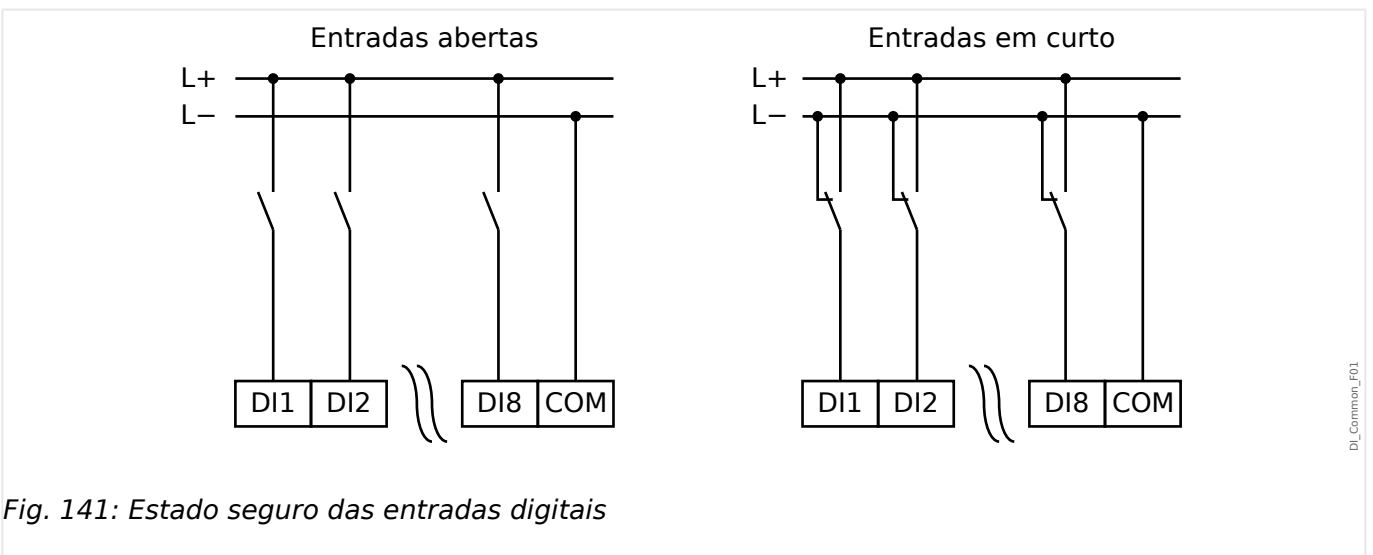 Entradas abertas
Entradas em curto
L+
L−
L+
L−
DI1 DI2 DI8 COM
DI1 DI2 DI8 COM
DI_Common_F01
Fig. 141: Estado seguro das entradas digitais